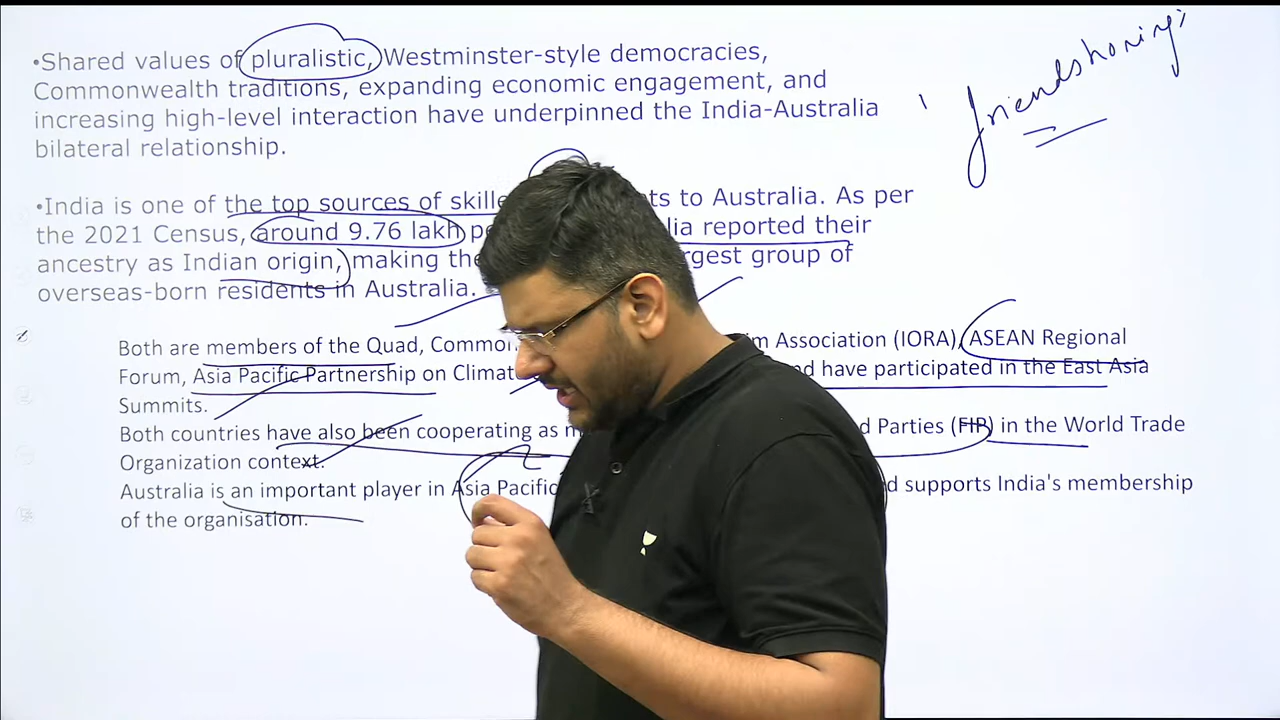 •Shared values of pluralistic, Westminster-style democracies,
Commonwealth traditions, expanding economic engagement, and
increasing high-level interaction have underpinned the India-Australia
bilateral relationship.
'friendshoring'
•India is one of the top sources of skille ts to Australia. As per
the 2021 Census, around 9.76 lakh pe lia reported their
ancestry as Indian origin, making the rgest group of
overseas-born residents in Australia.
Both are members of the Quad, Common m Association (IORA), ASEAN Regional
Forum, Asia Pacific Partnership on Climat d have participated in the East Asia
Summits.
Both countries have also been cooperating as m d Parties (FIP) in the World Trade
Organization context.
Australia is an important player in Asia Pacific d supports India's membership
of the organisation.